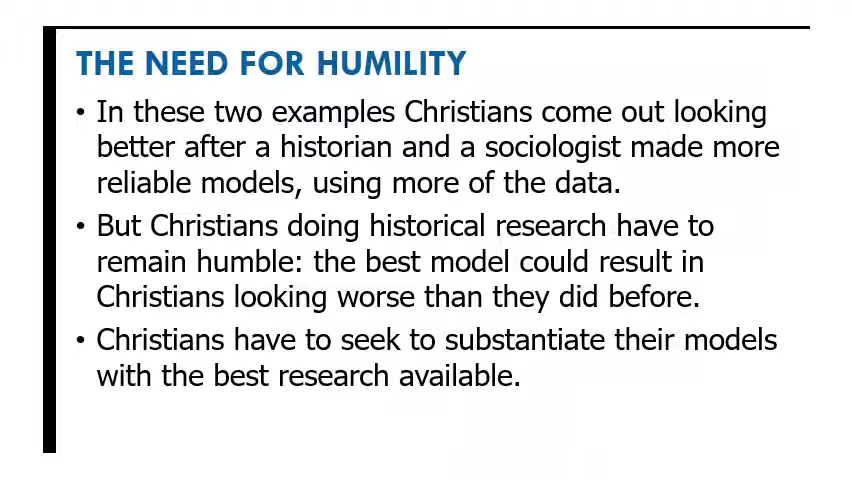 THE NEED FOR HUMILITY
• In these two examples Christians come out looking
better after a historian and a sociologist made more
reliable models, using more of the data.
• But Christians doing historical research have to
remain humble: the best model could result in
Christians looking worse than they did before.
• Christians have to seek to substantiate their models
with the best research available.